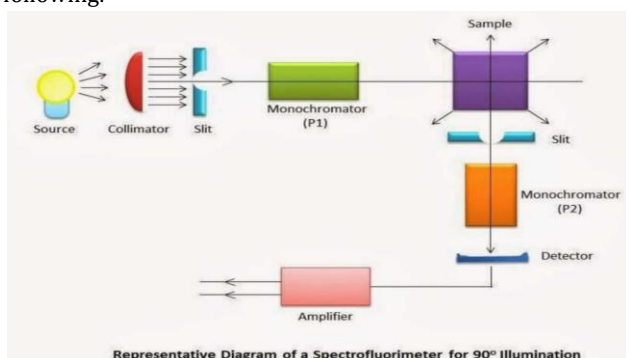 following:
Sample
Source
Collimator
Slit
Monochromator
(P1)
Slit
Monochromator
(P2)
Detector
Amplifier
Representative Diagram of a Spectrofluorimeter for 90º Illumination